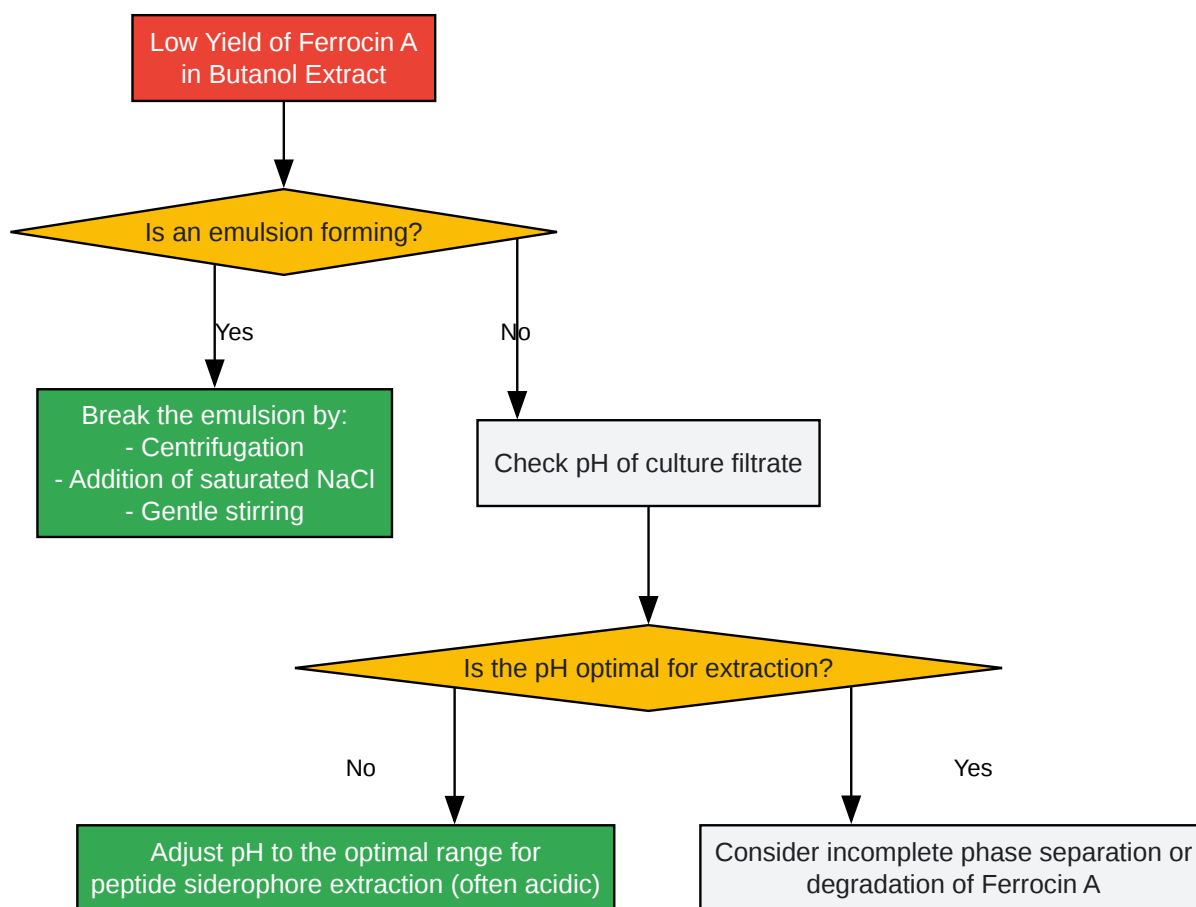 Low Yield of Ferrocin A
in Butanol Extract
Is an emulsion forming?
Yes
No
Break the emulsion by:
- Centrifugation
- Addition of saturated NaCl
- Gentle stirring
Check pH of culture filtrate
Is the pH optimal for extraction?
No
Yes
Adjust pH to the optimal range for
peptide siderophore extraction (often acidic)
Consider incomplete phase separation or
degradation of Ferrocin A